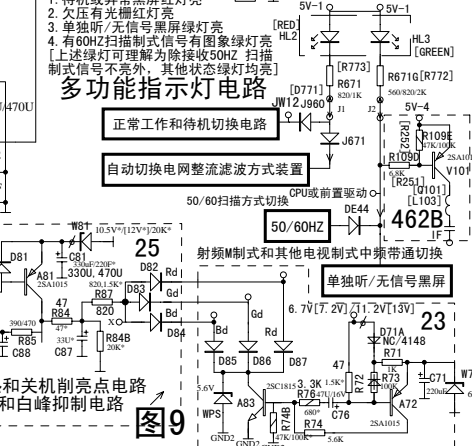 2. 欠压有光栅红灯亮
3. 单独听/无信号黑屏绿灯亮
4. 有60HZ扫描制式信号有图象绿灯亮
[上述绿灯可理解为除接收50HZ 扫描
制式信号不亮外，其他状态绿灯均亮]
多功能指示灯电路
5V-1
5V-1
[RED]
HL2
HL3
[GREEN]
[R773]
R671
820/1K
R671G[R772]
560/820/2K
[D771]
JW12 J960
J1
J2
5V-4
正常工作和待机切换电路
J671
[R252]
R109E
47K/100K
2SA1015
V101
R109D
6.8K
[R251]
自动切换电网整流滤波方式装置
CPU或前置驱动
[Q101]
[L103]
50/60扫描方式切换
DE44
462B
IF
50/60HZ
射频M制式和其他电视制式中频带通切换
单独听/无信号黑屏
10.5V*/[12V*]/20K*
W81
25
D81
C81
330uF/220F*
330U,470U
A81
2SA1015
820,1.5K*
R87
820
D82
D83
D84
Rd
Gd
Bd
47
R84
47*
X
390/470
R85
C88
33U*
C87
R84B
20K*
Bd
Gd
Rd
D85
D86
D87
6.7V[7.2V]/11.2V[13V]
23
D71A
NC/4148
R71
1K
47
1.5K*
R72
R73
100K
C71
220uF
5.6V
WPS
A83
2SC1815
3.3K
R76
47U/16V
680*
C76
A72
2SA1015
R74B
47K/100K*
R74
5.6K
GND2
GND2
和关机削亮点电路
和白峰抑制电路
图9